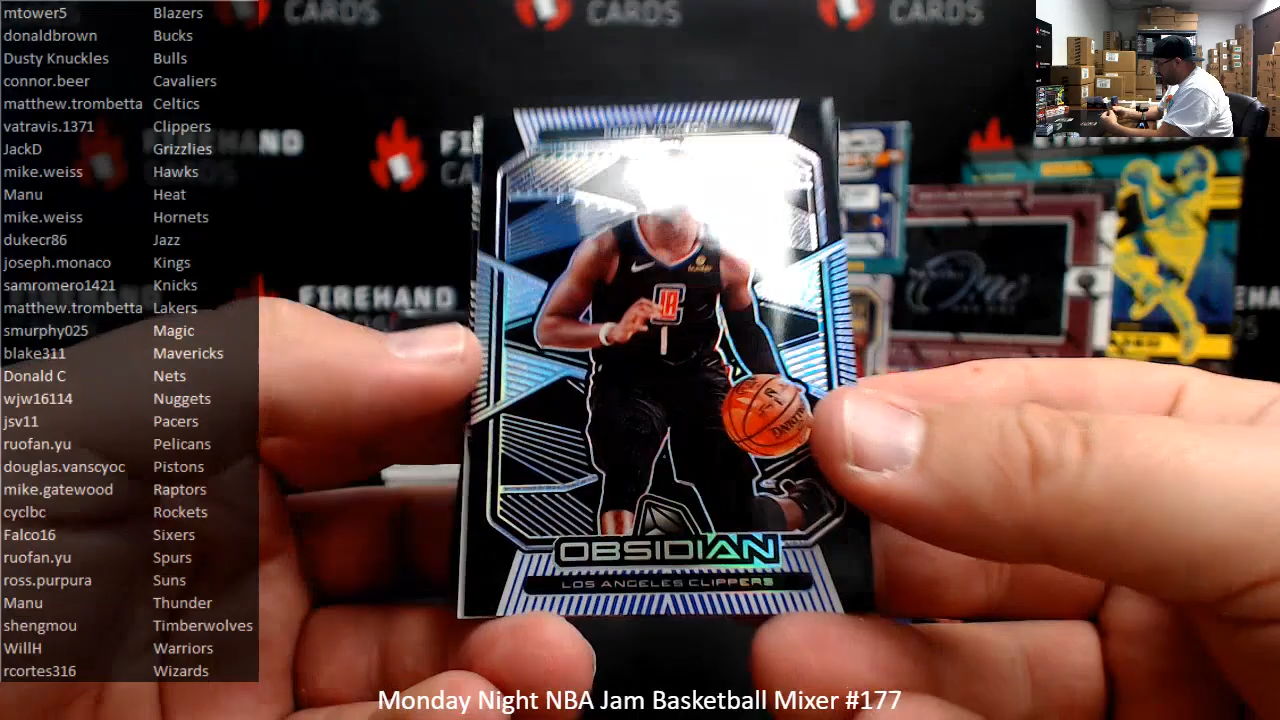 mtower5 Blazers
donaldbrown Bucks
Dusty Knuckles Bulls
connor.beer Cavaliers
matthew.trombetta Celtics
vatravis.1371 Clippers
JackD Grizzlies
mike.weiss Hawks
Manu Heat
mike.weiss Hornets
dukecr86 Jazz
joseph.monaco Kings
samromero1421 Knicks
matthew.trombetta Lakers
smurphy025 Magic
blake311 Mavericks
Donald C Nets
wjw16114 Nuggets
jsv11 Pacers
ruofan.yu Pelicans
douglas.vanscyoc Pistons
mike.gatewood Raptors
cyclbc Rockets
Falco16 Sixers
ruofan.yu Spurs
ross.purpura Suns
Manu Thunder
shengmou Timberwolves
WillH Warriors
rcortes316 Wizards
CARDS
CARDS
CARDS
FIREHAND
One
1
OBSIDIAN
LOS ANGELES CLIPPERS
Monday Night NBA Jam Basketball Mixer #177